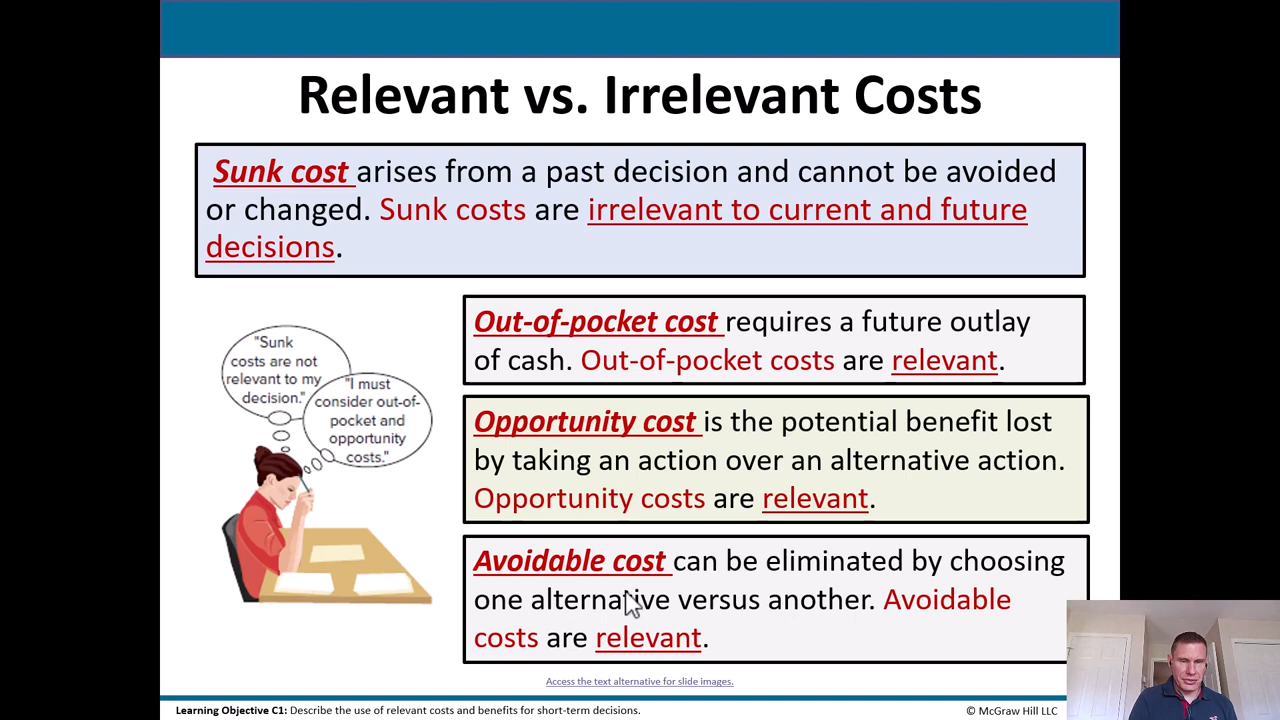 Relevant vs. Irrelevant Costs
Sunk cost arises from a past decision and cannot be avoided
or changed. Sunk costs are irrelevant to current and future
decisions.
"Sunk
costs are not
relevant to my
decision."
"I must
consider out-of-
pocket and
opportunity
costs."
Out-of-pocket cost requires a future outlay
of cash. Out-of-pocket costs are relevant.
Opportunity cost is the potential benefit lost
by taking an action over an alternative action.
Opportunity costs are relevant.
Avoidable cost can be eliminated by choosing
one alternative versus another. Avoidable
costs are relevant.
Access the text alternative for slide images.
Learning Objective C1: Describe the use of relevant costs and benefits for short-term decisions.
© McGraw Hill LLC